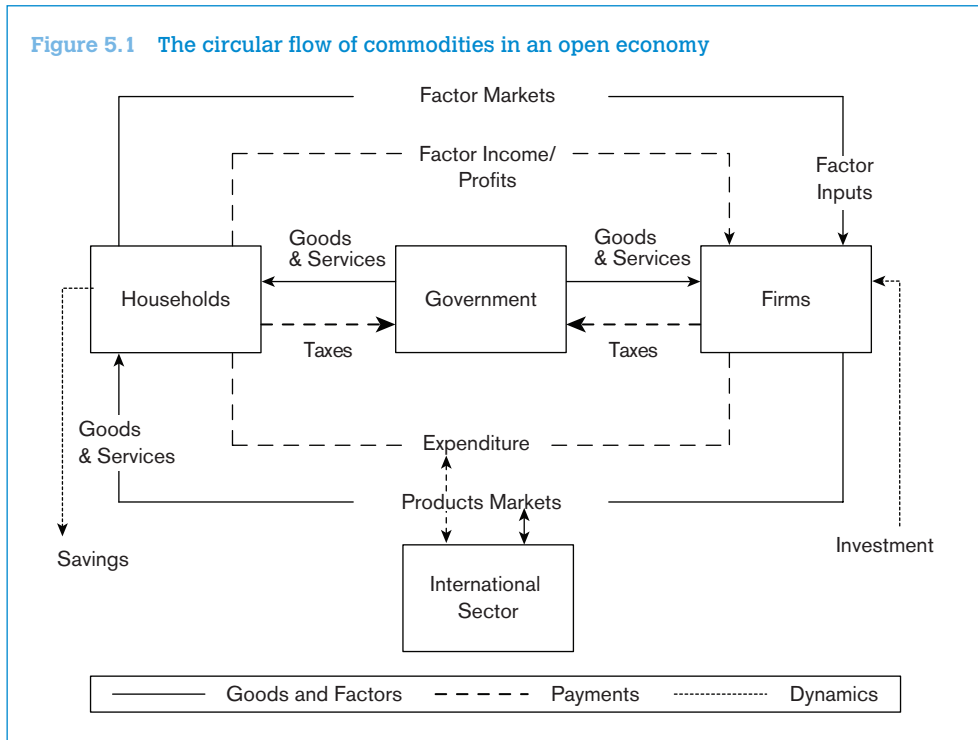 Figure 5.1 The circular flow of commodities in an open economy
Factor Markets
Factor Income/
Profits
Factor
Inputs
Goods
& Services
Goods
& Services
Households
Government
Firms
Taxes
Taxes
Goods
& Services
Expenditure
Products Markets
Savings
Investment
International
Sector
Goods and Factors
Payments
Dynamics